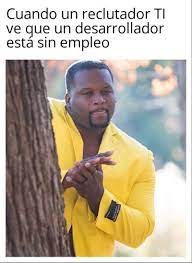 Cuando un reclutador TI
ve que un desarrollador
está sin empleo